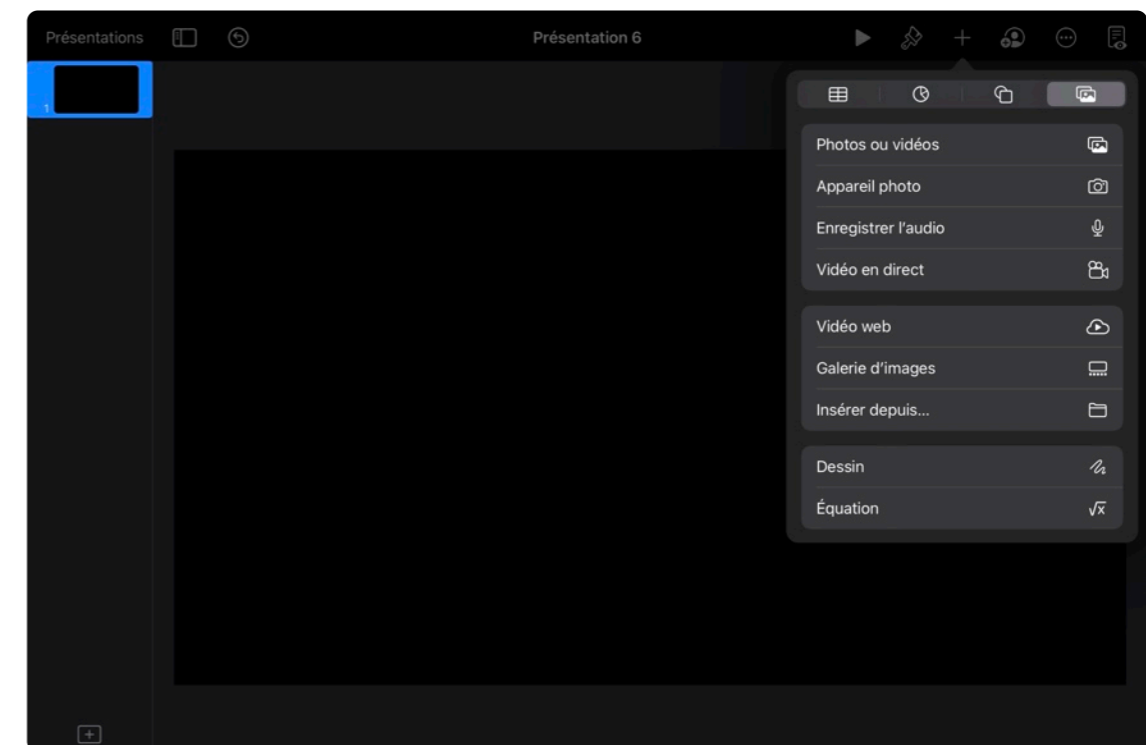 Présentations
Présentation 6
1
Photos ou vidéos
Appareil photo
Enregistrer l'audio
Vidéo en direct
Vidéo web
Galerie d'images
Insérer depuis...
Dessin
Équation
√x